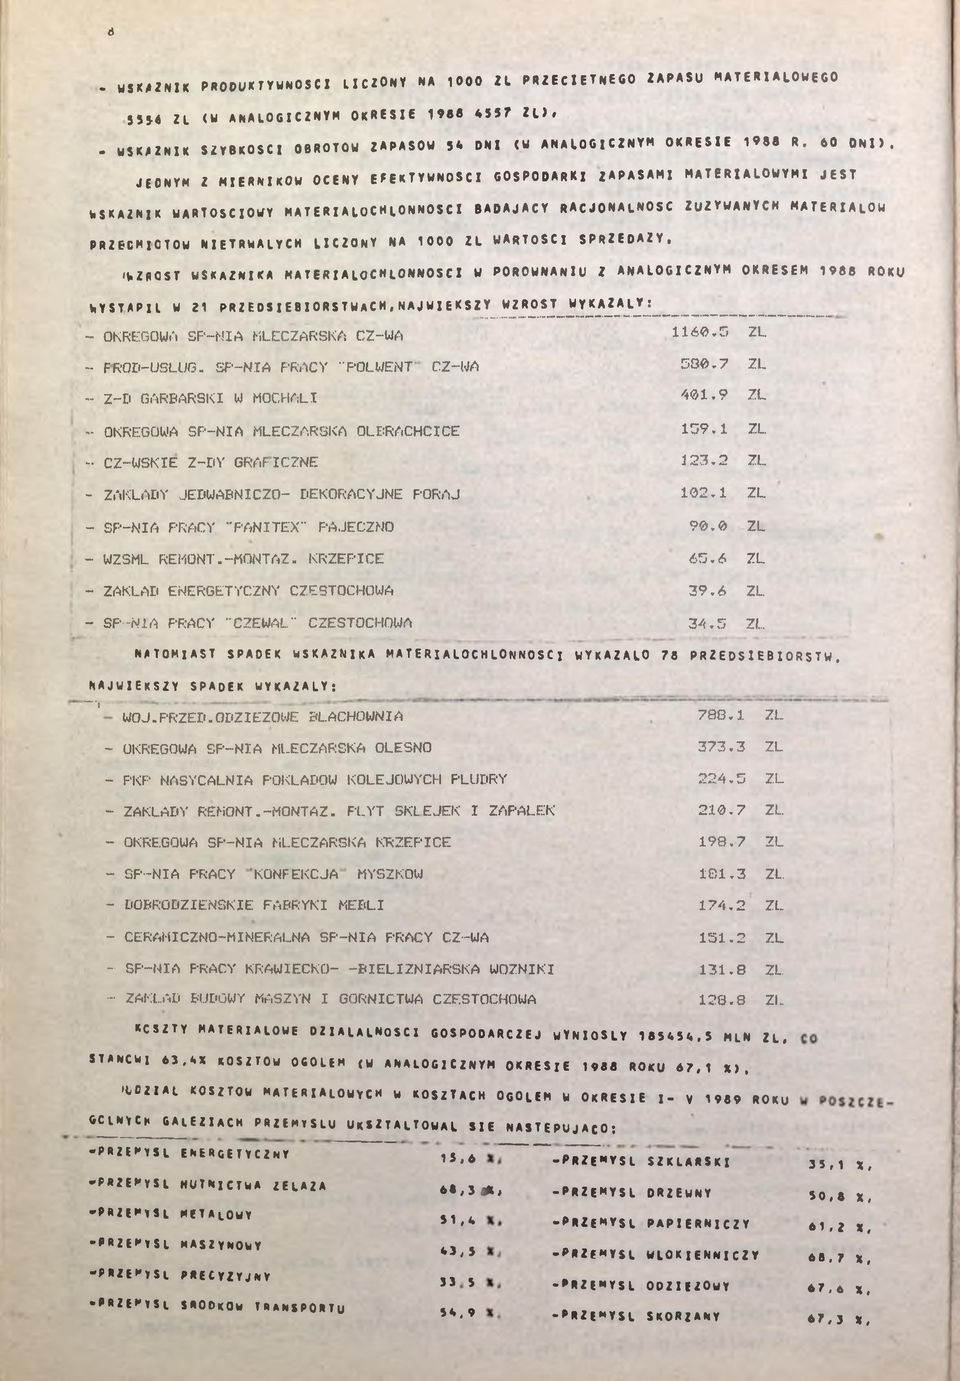 8
- WSKAZNIK PRODUKTYWNOSCI LICZONY NA 1000 ZL PRZECIETNEGO ZAPASU MATERIALOWEGO
5556 ZL (W ANALOGICZNYM OKRESIE 1988 4557 ZL),
- WSKAZNIK SZYBKOSCI OBROTOW ZAPASOW 54 DNI (W ANALOGICZNYM OKRESIE 1988 R. 60 DNI).
JEDNYM Z MIERNIKOW OCENY EFEKTYWNOSCI GOSPODARKI ZAPASAMI MATERIALOWYMI JEST
WSKAZNIK WARTOSCIOWY MATERIALOCHLONNOSCI BADAJACY RACJONALNOSC ZUZYWANYCH MATERIALOW
PRZEDMIOTOW NIETRWALYCH LICZONY NA 1000 ZL WARTOSCI SPRZEDAZY.
WZROST WSKAZNIKA MATERIALOCHLONNOSCI W POROWNANIU Z ANALOGICZNYM OKRESEM 1988 ROKU
WYSTAPIL W 21 PRZEDSIEBIORSTWACH,NAJWIEKSZY WZROST WYKAZALY:
- OKREGOWA SP-NIA MLECZARSKA CZ-WA 1160.5 ZL
- PROD-USLUG. SP-NIA PRACY "POLWENT" CZ-WA 580.7 ZL
- Z-D GARBARSKI W MOCHALI 401.9 ZL
- OKREGOWA SP-NIA MLECZARSKA OLBRACHCICE 159.1 ZL
- CZ-WSKIE Z-DY GRAFICZNE 123.2 ZL
- ZAKLADY JEDWABNICZO- DEKORACYJNE PORAJ 102.1 ZL
- SP-NIA PRACY "PANITEX" PAJECZNO 90.0 ZL
- WZSML REMONT.-MONTAZ. KRZEPICE 65.6 ZL
- ZAKLAD ENERGETYCZNY CZESTOCHOWA 39.6 ZL
- SP-NIA PRACY "CZEWAL" CZESTOCHOWA 34.5 ZL
NATOMIAST SPADEK WSKAZNIKA MATERIALOCHLONNOSCI WYKAZALO 78 PRZEDSIEBIORSTW.
NAJWIEKSZY SPADEK WYKAZALY:
- WOJ.PRZED.ODZIEZOWE BLACHOWNIA 788.1 ZL
- OKREGOWA SP-NIA MLECZARSKA OLESNO 373.3 ZL
- PKP NASYCALNIA POKLADOW KOLEJOWYCH PLUDRY 224.5 ZL
- ZAKLADY REMONT.-MONTAZ. PLYT SKLEJEK I ZAPALEK 210.7 ZL
- OKREGOWA SP-NIA MLECZARSKA KRZEPICE 198.7 ZL
- SP-NIA PRACY "KONFEKCJA" MYSZKOW 181.3 ZL
- DOBRODZIENSKIE FABRYKI MEBLI 174.2 ZL
- CERAMICZNO-MINERALNA SP-NIA PRACY CZ-WA 151.2 ZL
- SP-NIA PRACY KRAWIECKO- -BIELIZNIARSKA WOZNIKI 131.8 ZL
- ZAKLAD BUDOWY MASZYN I GORNICTWA CZESTOCHOWA 128.8 ZL
KOSZTY MATERIALOWE DZIALALNOSCI GOSPODARCZEJ WYNIOSLY 185454,5 MLN ZL, CO
STANOWI 63,4% KOSZTOW OGOLEM (W ANALOGICZNYM OKRESIE 1988 ROKU 67,1 %).
UDZIAL KOSZTOW MATERIALOWYCH W KOSZTACH OGOLEM W OKRESIE I- V 1989 ROKU W POSZCZE-
GOLNYCH GALEZIACH PRZEMYSLU UKSZTALTOWAL SIE NASTEPUJACO:
-PRZEMYSL ENERGETYCZNY 15,6 %, -PRZEMYSL SZKLARSKI 35,1 %,
-PRZEMYSL HUTNICTWA ZELAZA 68,3 %, -PRZEMYSL DRZEWNY 50,8 %,
-PRZEMYSL METALOWY 51,4 %, -PRZEMYSL PAPIERNICZY 61,2 %,
-PRZEMYSL MASZYNOWY 43,5 %, -PRZEMYSL WLOKIENNICZY 68,7 %,
-PRZEMYSL PRECYZYJNY 33,5 %, -PRZEMYSL ODZIEZOWY 67,6 %,
-PRZEMYSL SRODKOW TRANSPORTU 54,9 %, -PRZEMYSL SKORZANY 67,3 %,